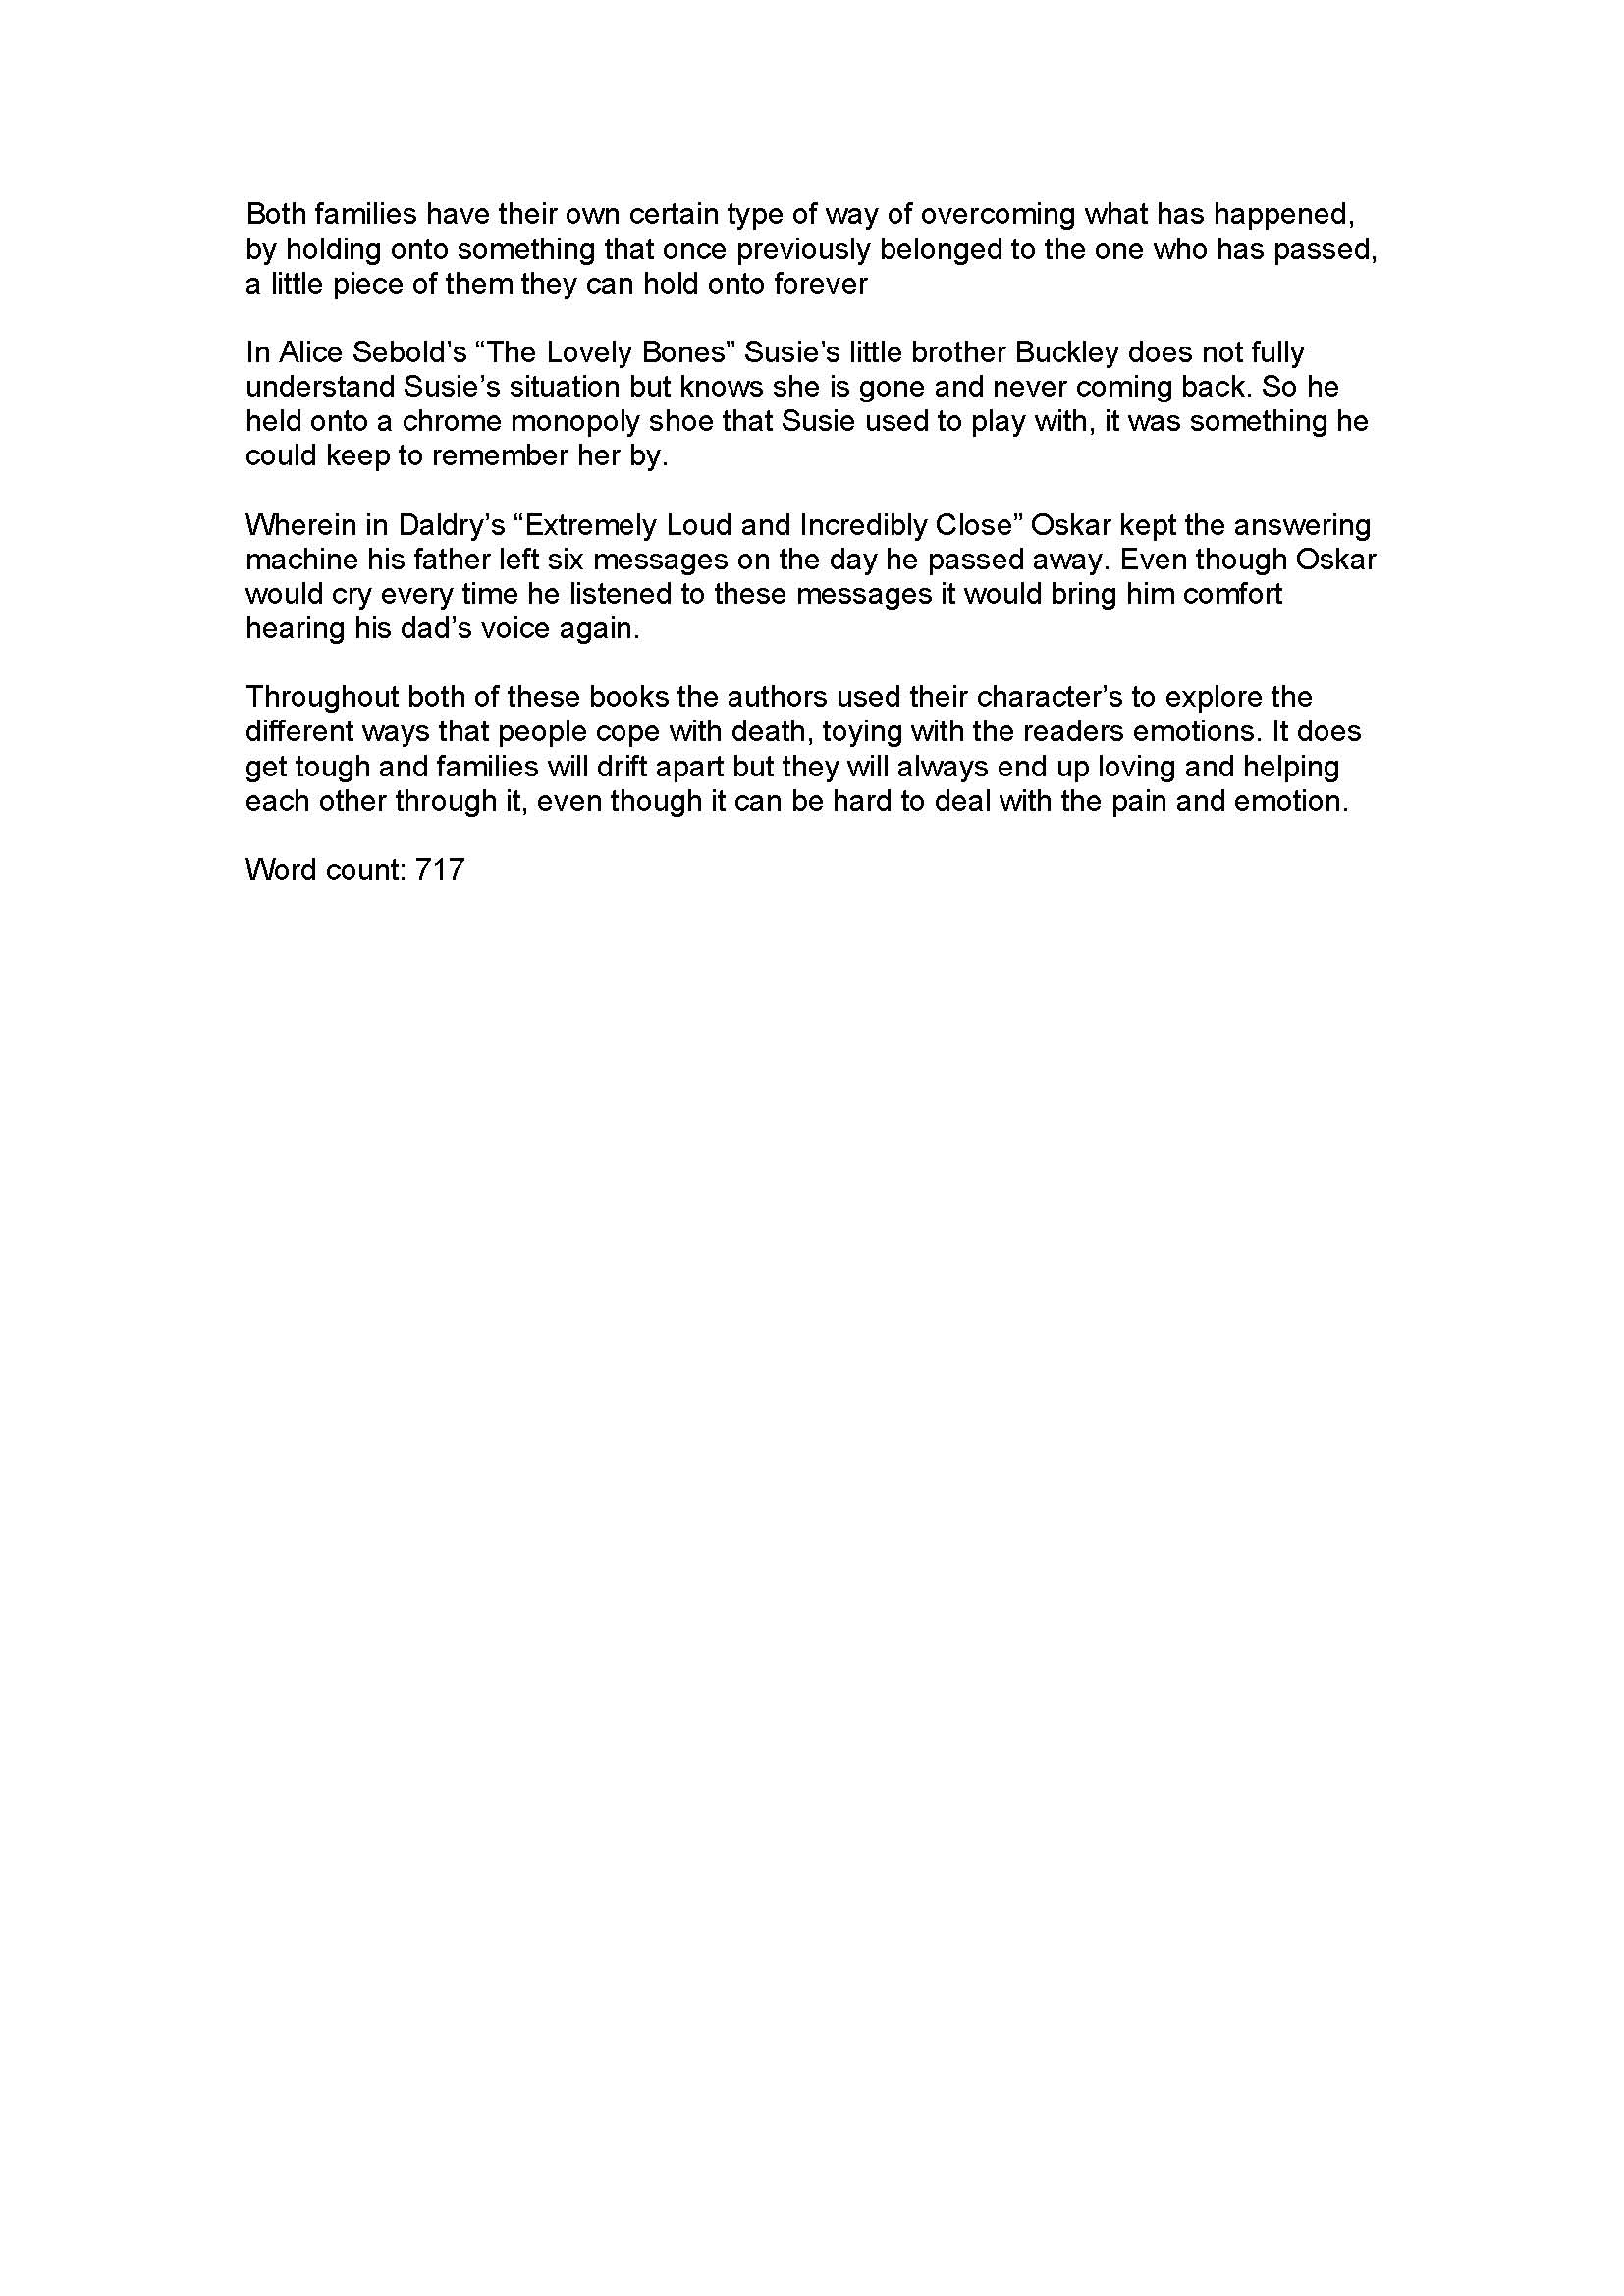 Both families have their own certain type of way of overcoming what has happened,
by holding onto something that once previously belonged to the one who has passed,
a little piece of them they can hold onto forever
In Alice Sebold’s “The Lovely Bones” Susie’s little brother Buckley does not fully
understand Susie’s situation but knows she is gone and never coming back. So he
held onto a chrome monopoly shoe that Susie used to play with, it was something he
could keep to remember her by.
Wherein in Daldry’s “Extremely Loud and Incredibly Close” Oskar kept the answering
machine his father left six messages on the day he passed away. Even though Oskar
would cry every time he listened to these messages it would bring him comfort
hearing his dad’s voice again.
Throughout both of these books the authors used their character’s to explore the
different ways that people cope with death, toying with the readers emotions. It does
get tough and families will drift apart but they will always end up loving and helping
each other through it, even though it can be hard to deal with the pain and emotion.
Word count: 717